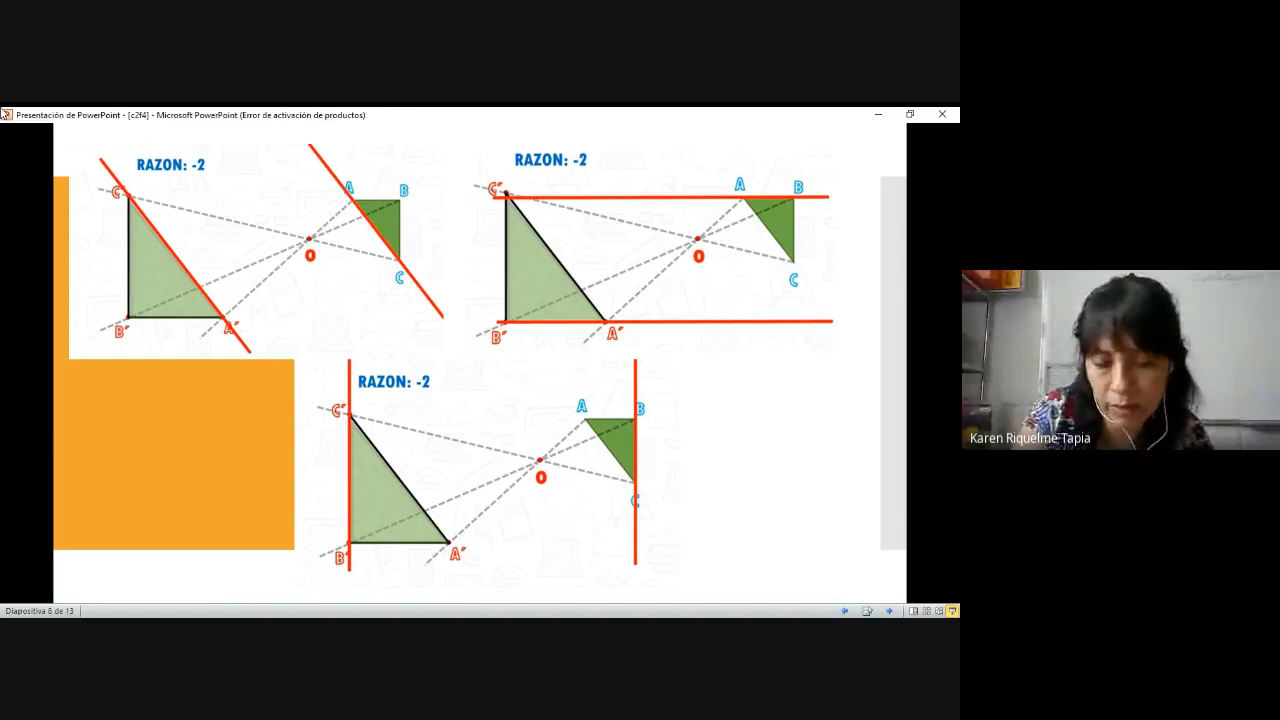 Presentación de PowerPoint - [c2f4] - Microsoft PowerPoint (Error de activación de productos)
RAZON: -2
C´
A
B
O
C
B´
A´
RAZON: -2
C´
A
B
O
C
B´
A´
RAZON: -2
C´
A
B
O
C
B´
A´
Karen Riquelme Tapia
Diapositiva 8 de 13